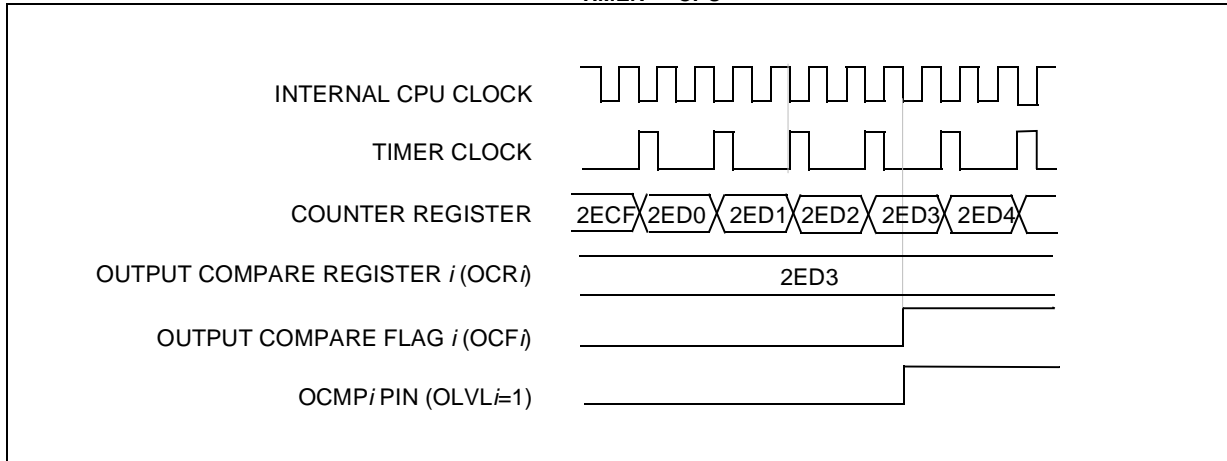 INTERNAL CPU CLOCK
TIMER CLOCK
COUNTER REGISTER 2ECF 2ED0 2ED1 2ED2 2ED3 2ED4
OUTPUT COMPARE REGISTER i (OCRi) 2ED3
OUTPUT COMPARE FLAG i (OCFi)
OCMPi PIN (OLVLi=1)